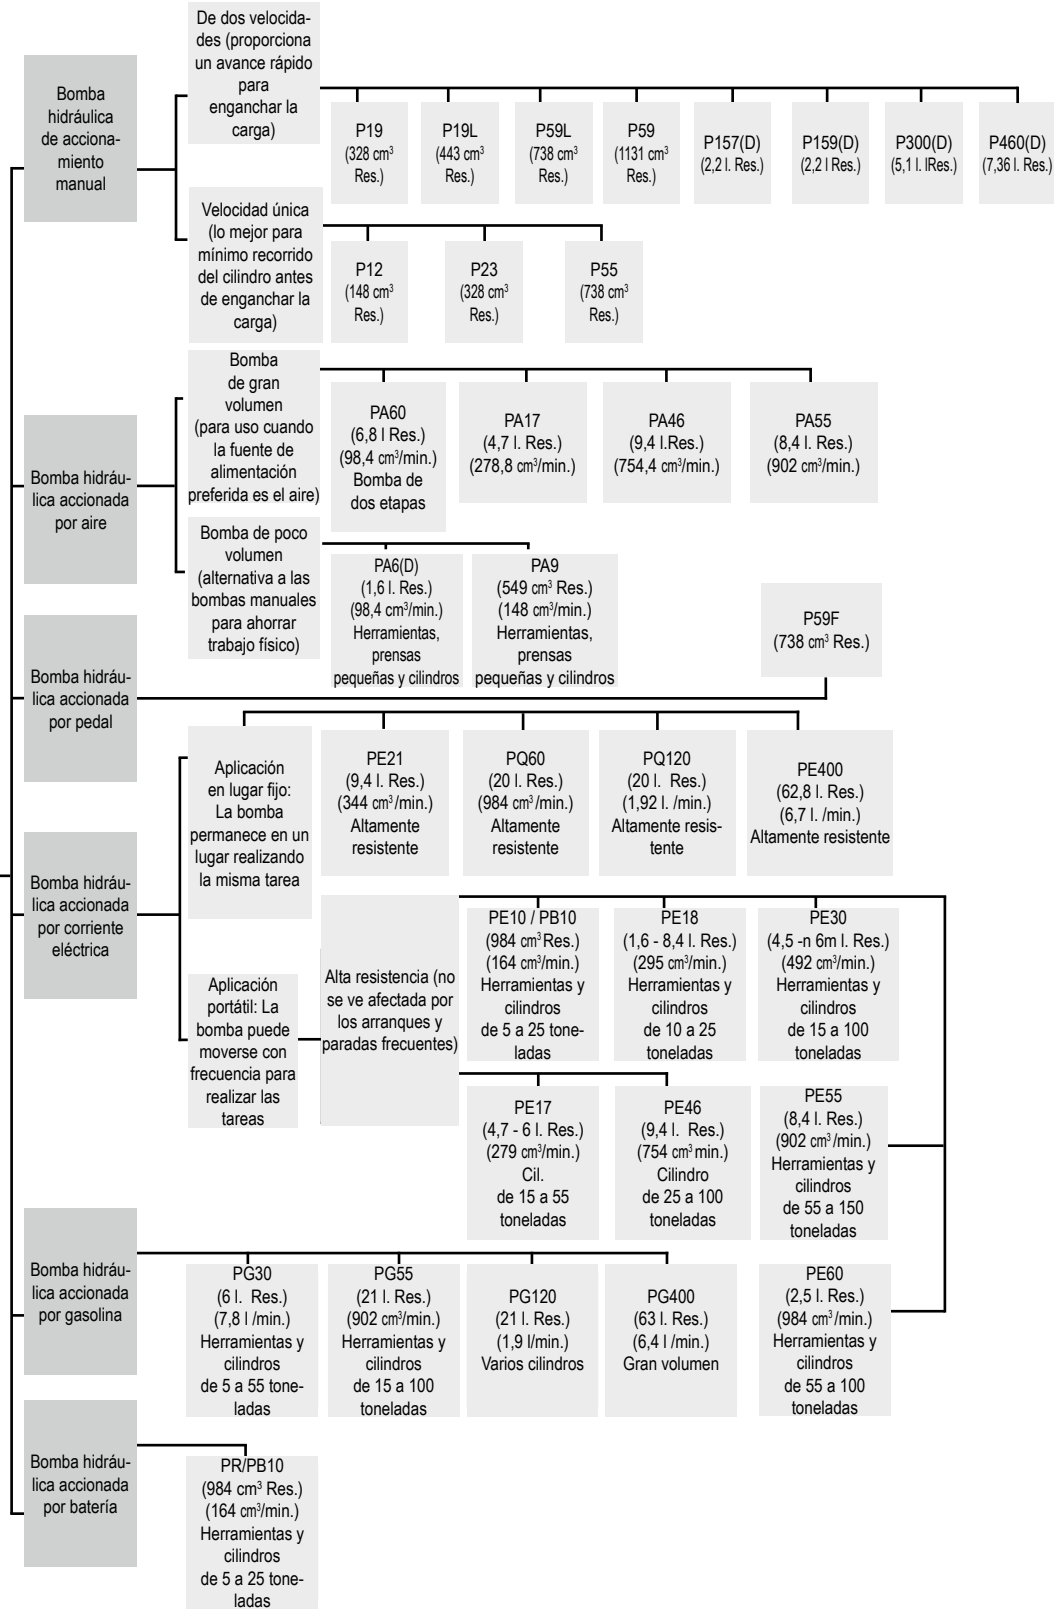 Bomba
hidráulica
de acciona-
miento
manual
De dos velocida-
des (proporciona
un avance rápido
para
enganchar la
carga)
P19
(328 cm³
Res.)
P19L
(443 cm³
Res.)
P59L
(738 cm³
Res.)
P59
(1131 cm³
Res.)
P157(D)
(2,2 l. Res.)
P159(D)
(2,2 l Res.)
P300(D)
(5,1 l. lRes.)
P460(D)
(7,36 l. Res.)
Velocidad única
(lo mejor para
mínimo recorrido
del cilindro antes
de enganchar la
carga)
P12
(148 cm³
Res.)
P23
(328 cm³
Res.)
P55
(738 cm³
Res.)
Bomba hidráu-
lica accionada
por aire
Bomba
de gran
volumen
(para uso cuando
la fuente de
alimentación
preferida es el aire)
PA60
(6,8 l Res.)
(98,4 cm³/min.)
Bomba de
dos etapas
PA17
(4,7 l. Res.)
(278,8 cm³/min.)
PA46
(9,4 l.Res.)
(754,4 cm³/min.)
PA55
(8,4 l. Res.)
(902 cm³/min.)
Bomba de poco
volumen
(alternativa a las
bombas manuales
para ahorrar
trabajo físico)
PA6(D)
(1,6 l. Res.)
(98,4 cm³/min.)
Herramientas,
prensas
pequeñas y cilindros
PA9
(549 cm³ Res.)
(148 cm³/min.)
Herramientas,
prensas
pequeñas y cilindros
Bomba hidráu-
lica accionada
por pedal
P59F
(738 cm³ Res.)
Bomba hidráu-
lica accionada
por corriente
eléctrica
Aplicación
en lugar fijo:
La bomba
permanece en un
lugar realizando
la misma tarea
PE21
(9,4 l. Res.)
(344 cm³/min.)
Altamente
resistente
PQ60
(20 l. Res.)
(984 cm³/min.)
Altamente
resistente
PQ120
(20 l. Res.)
(1,92 l. /min.)
Altamente resis-
tente
PE400
(62,8 l. Res.)
(6,7 l. /min.)
Altamente resistente
Aplicación
portátil: La
bomba puede
moverse con
frecuencia para
realizar las
tareas
Alta resistencia (no
se ve afectada por
los arranques y
paradas frecuentes)
PE10 / PB10
(984 cm³ Res.)
(164 cm³/min.)
Herramientas y
cilindros
de 5 a 25 tone-
ladas
PE18
(1,6 - 8,4 l. Res.)
(295 cm³/min.)
Herramientas y
cilindros
de 10 a 25
toneladas
PE30
(4,5 -n 6m l. Res.)
(492 cm³/min.)
Herramientas y
cilindros
de 15 a 100
toneladas
PE17
(4,7 - 6 l. Res.)
(279 cm³/min.)
Cil.
de 15 a 55
toneladas
PE46
(9,4 l. Res.)
(754 cm³ min.)
Cilindro
de 25 a 100
toneladas
PE55
(8,4 l. Res.)
(902 cm³/min.)
Herramientas y
cilindros
de 55 a 150
toneladas
PE60
(2,5 l. Res.)
(984 cm³/min.)
Herramientas y
cilindros
de 55 a 100
toneladas
Bomba hidráu-
lica accionada
por gasolina
PG30
(6 l. Res.)
(7,8 l /min.)
Herramientas y
cilindros
de 5 a 55 tone-
ladas
PG55
(21 l. Res.)
(902 cm³/min.)
Herramientas y
cilindros
de 15 a 100
toneladas
PG120
(21 l. Res.)
(1,9 l/min.)
Varios cilindros
PG400
(63 l. Res.)
(6,4 l /min.)
Gran volumen
Bomba hidráu-
lica accionada
por batería
PR/PB10
(984 cm³ Res.)
(164 cm³/min.)
Herramientas y
cilindros
de 5 a 25 tone-
ladas